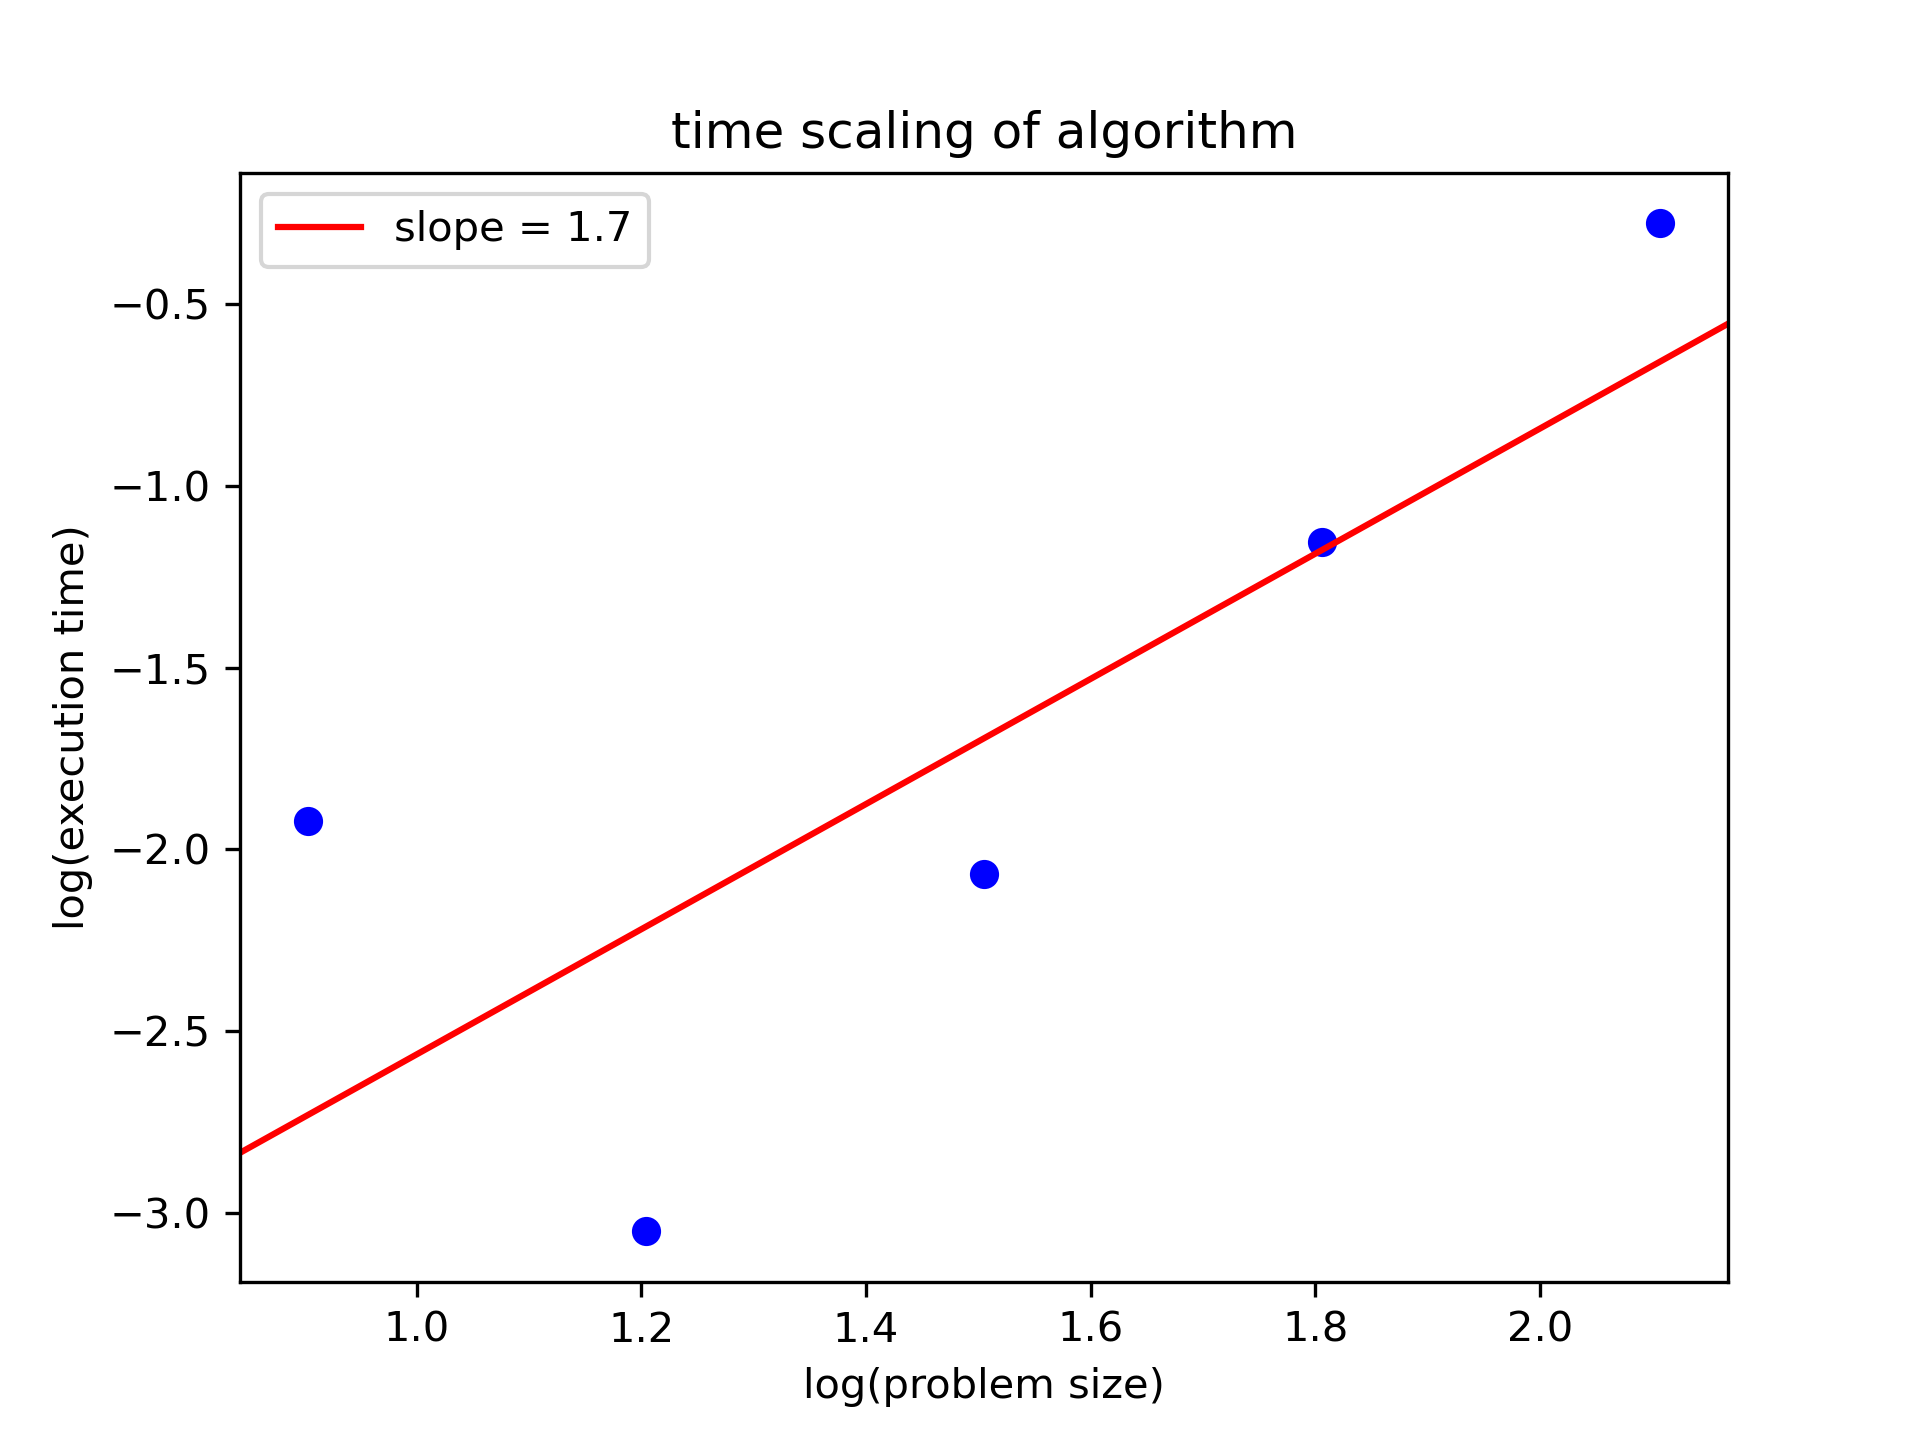 time scaling of algorithm
slope = 1.7
−0.5
−1.0
−1.5
−2.0
−2.5
−3.0
log(execution time)
1.0 1.2 1.4 1.6 1.8 2.0
log(problem size)